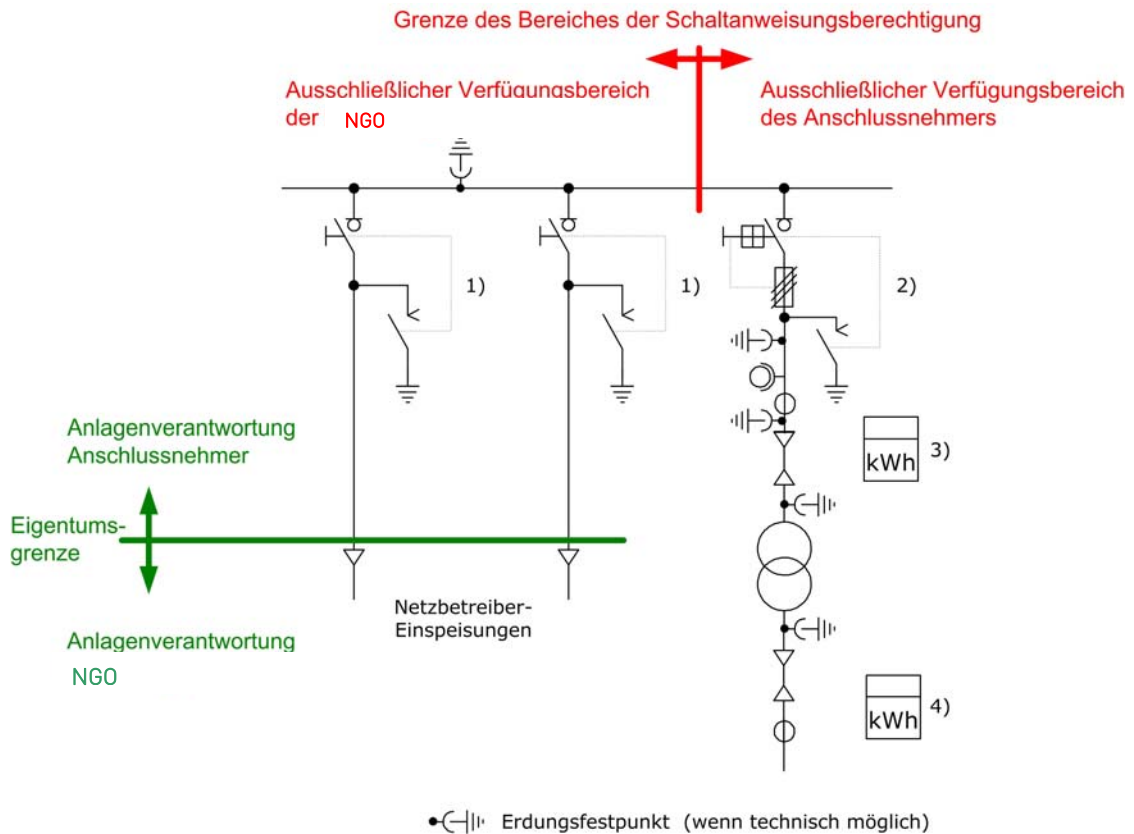 Grenze des Bereiches der Schaltanweisungsberechtigung
Ausschließlicher Verfügungsbereich
der NGO
Ausschließlicher Verfügungsbereich
des Anschlussnehmers
1)
1)
2)
Anlagenverantwortung
Anschlussnehmer
kWh 3)
Eigentums-
grenze
Netzbetreiber-
Einspeisungen
Anlagenverantwortung
NGO
kWh 4)
Erdungsfestpunkt (wenn technisch möglich)